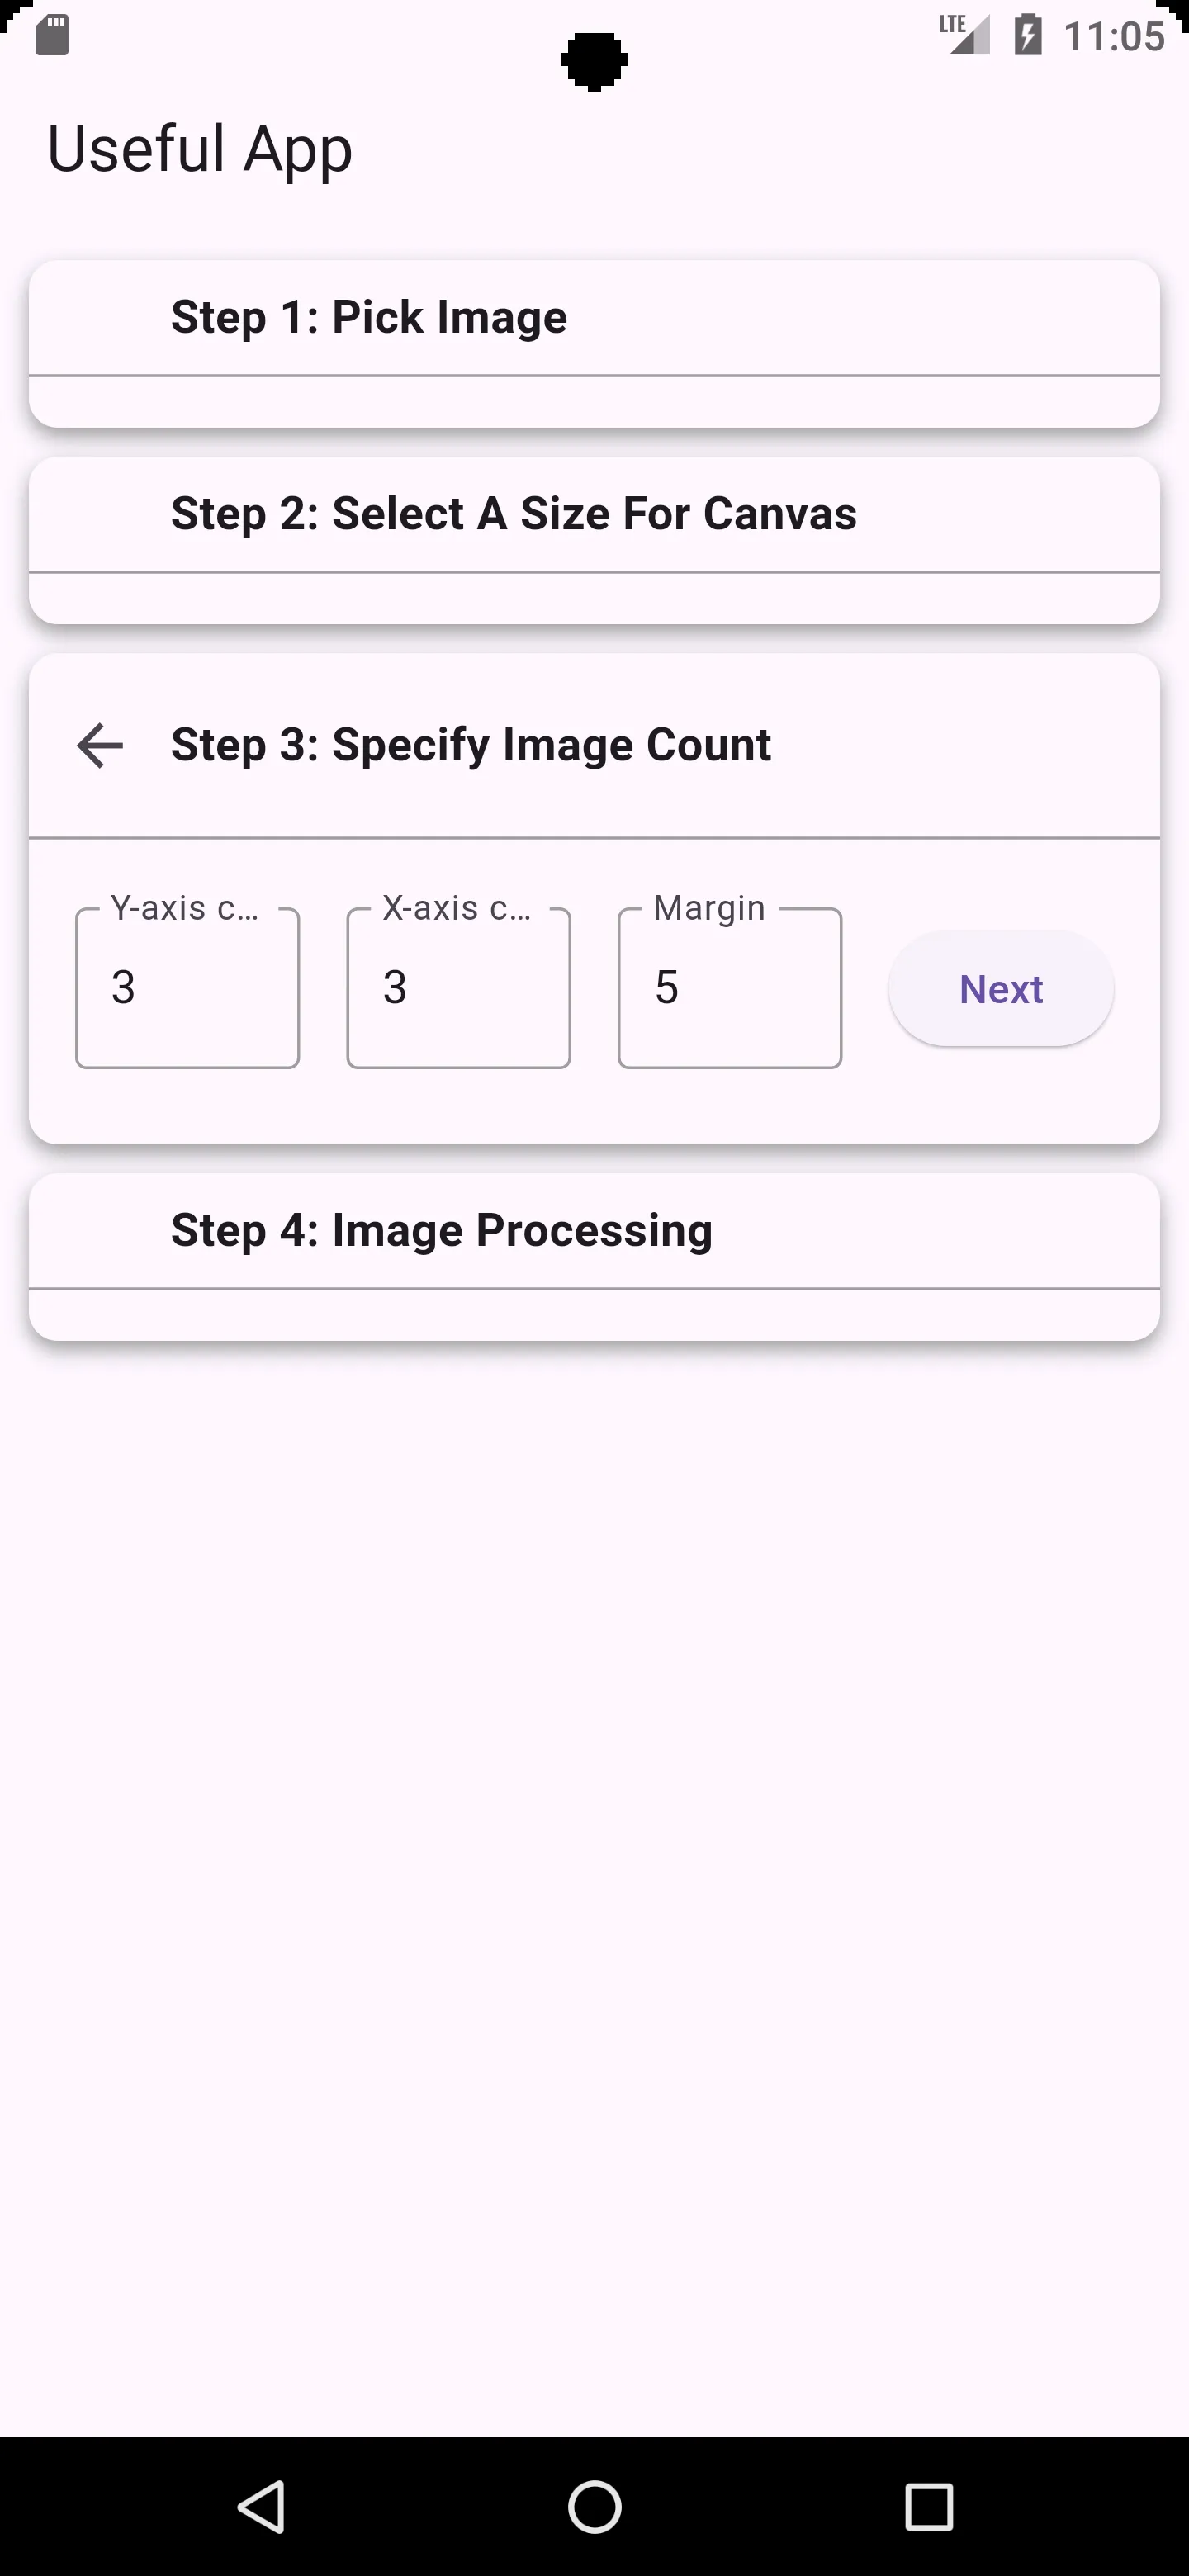 LTE 11:05
Useful App
Step 1: Pick Image
Step 2: Select A Size For Canvas
Step 3: Specify Image Count
Y-axis c... X-axis c... Margin
3 3 5 Next
Step 4: Image Processing